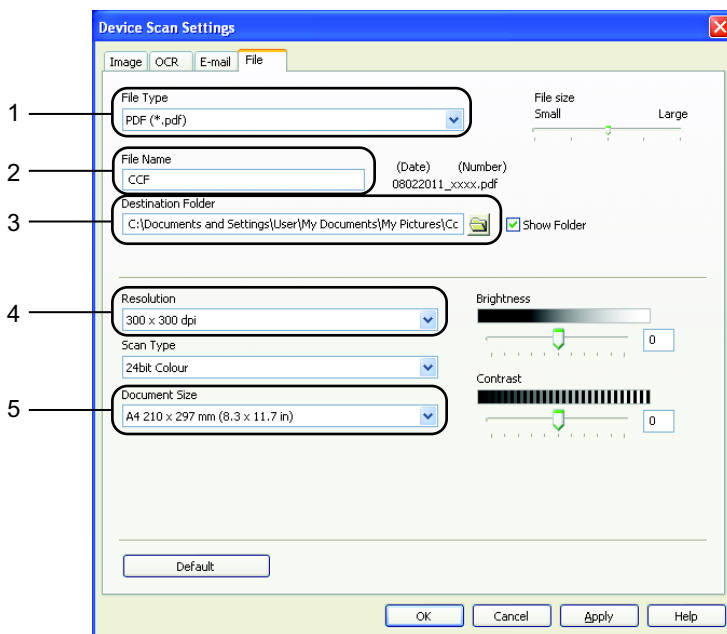 Device Scan Settings
Image OCR E-mail File
File Type
PDF (*.pdf)
File size
Small Large
1
File Name
CCF
(Date) (Number)
08022011_xxxx.pdf
2
Destination Folder
C:\Documents and Settings\User\My Documents\My Pictures\Cc
Show Folder
3
Resolution
300 x 300 dpi
4
Scan Type
24bit Colour
Document Size
A4 210 x 297 mm (8.3 x 11.7 in)
5
Brightness
0
Contrast
0
Default
OK Cancel Apply Help